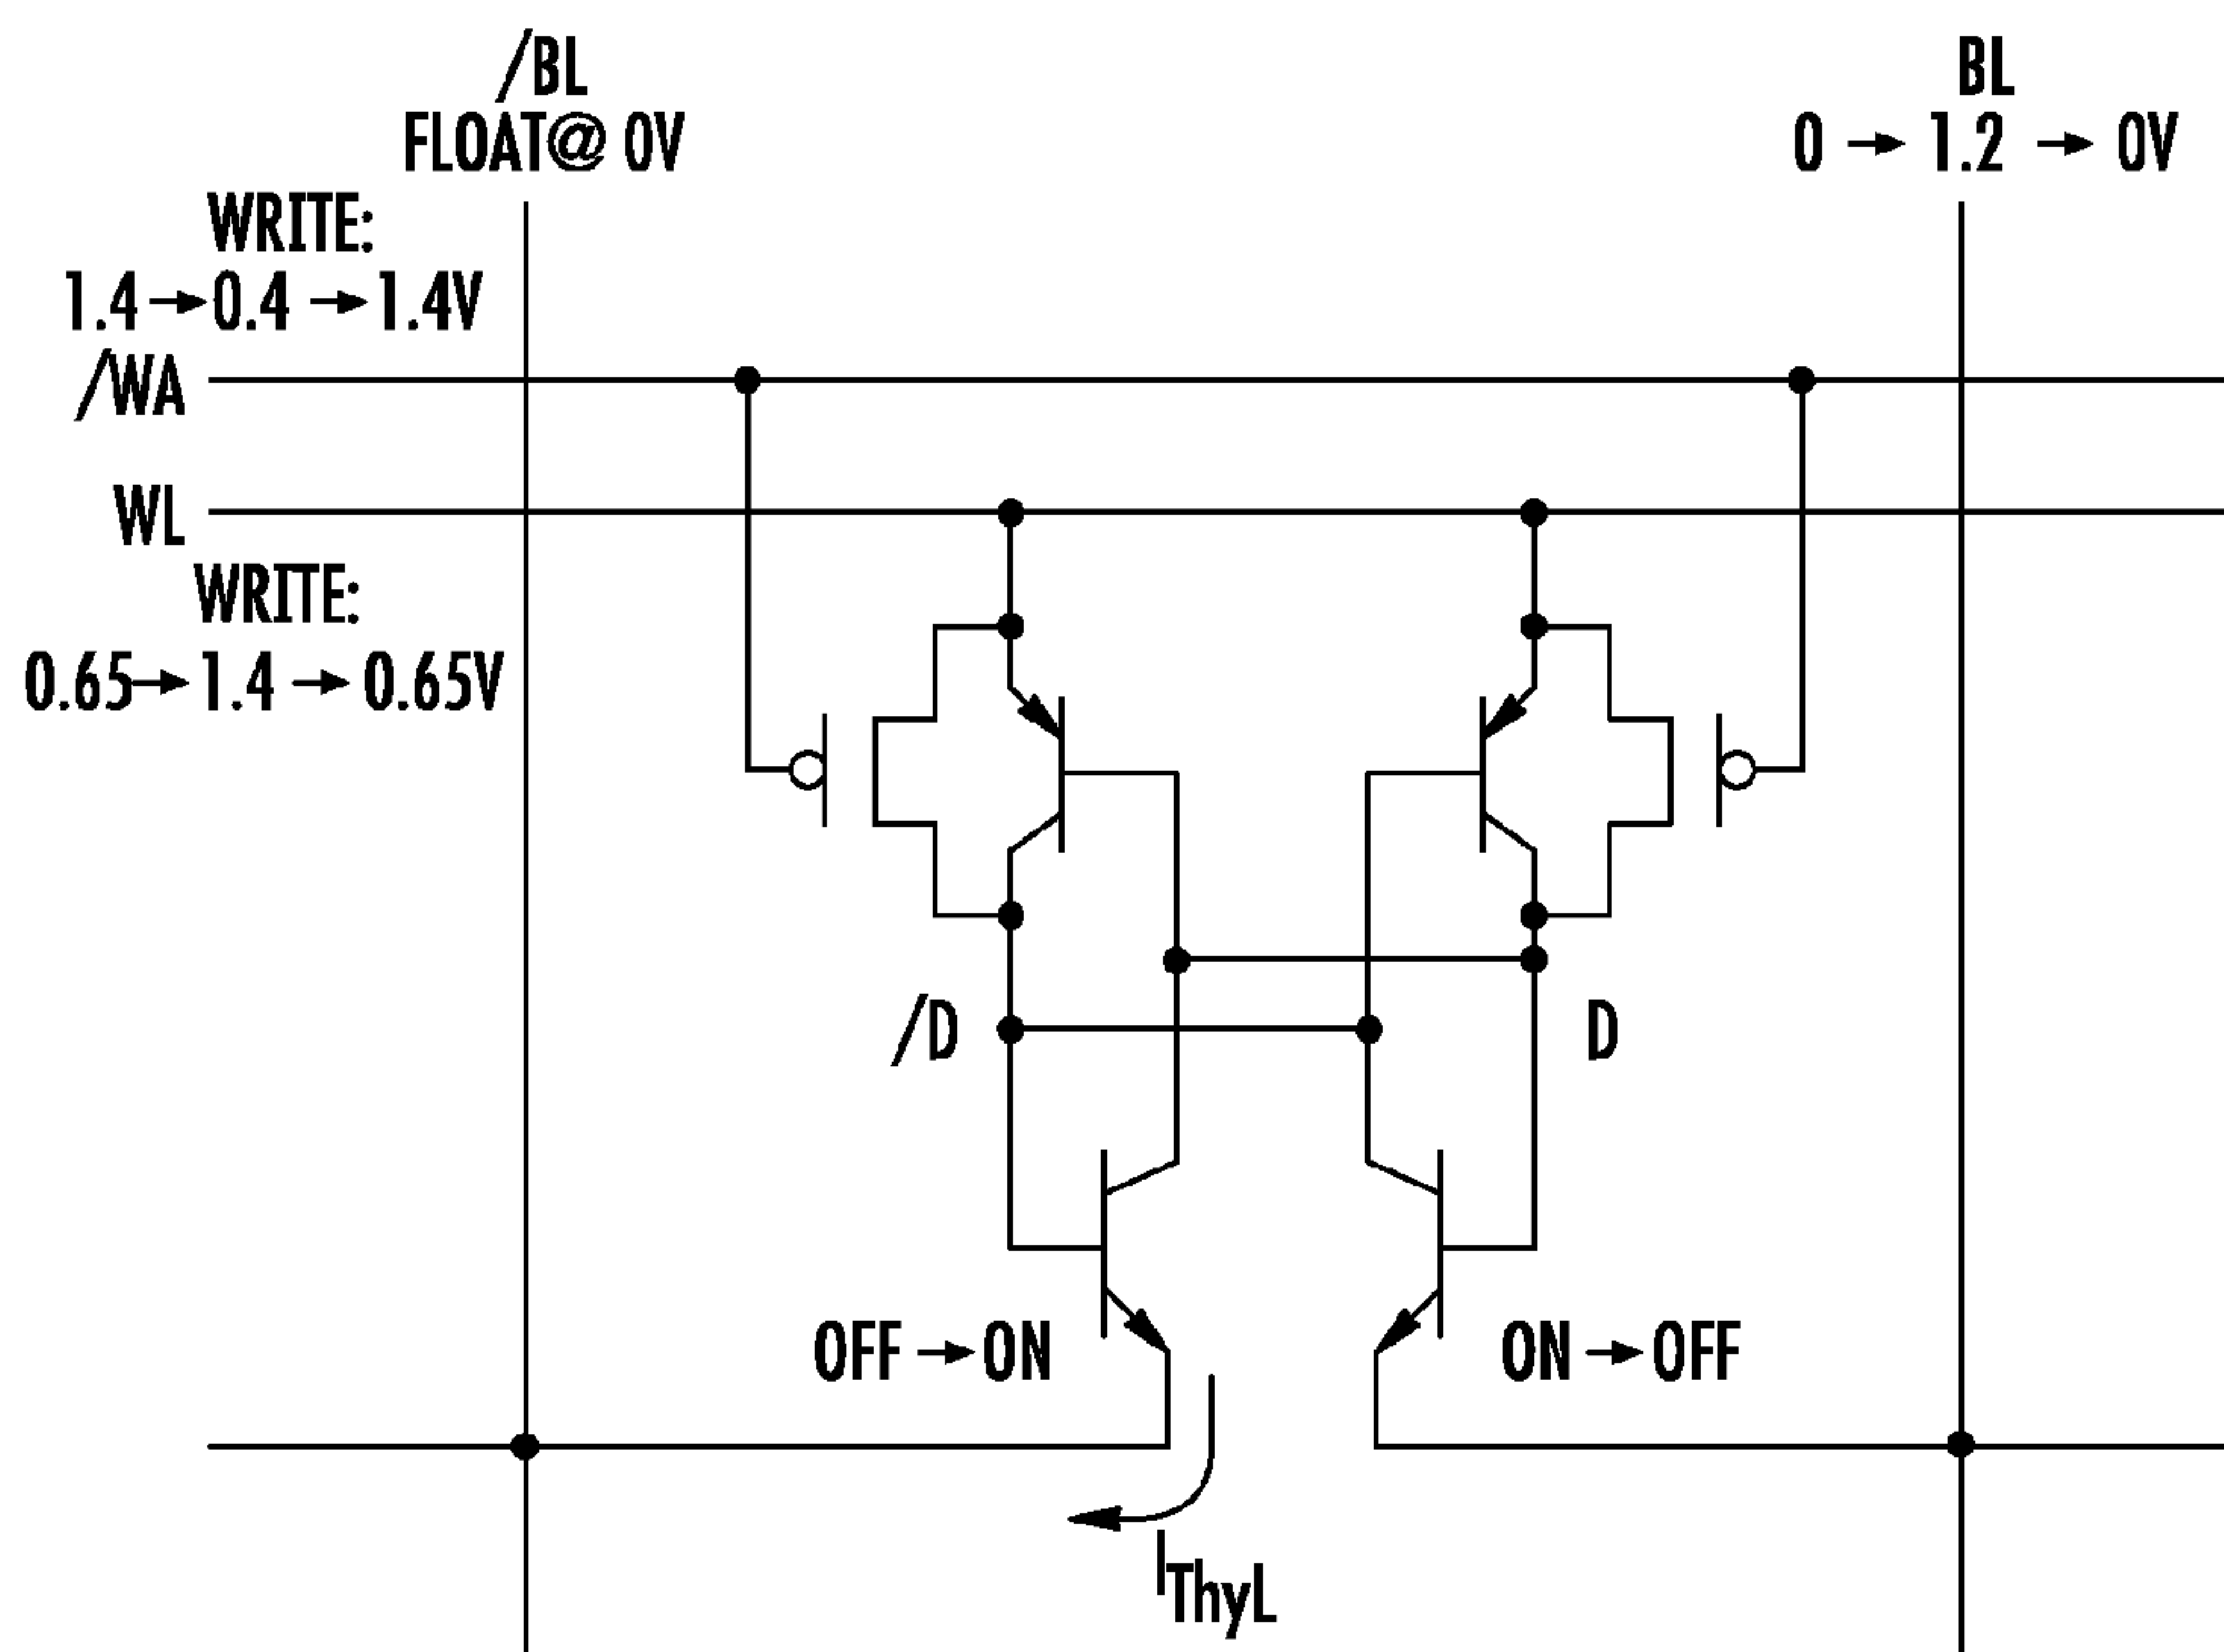 /BL
FLOAT@ 0V
BL
0 → 1.2 → 0V
WRITE:
1.4→0.4→1.4V
/WA
WL
WRITE:
0.65→1.4→0.65V
/D
D
OFF→ON
ON→OFF
IThyL